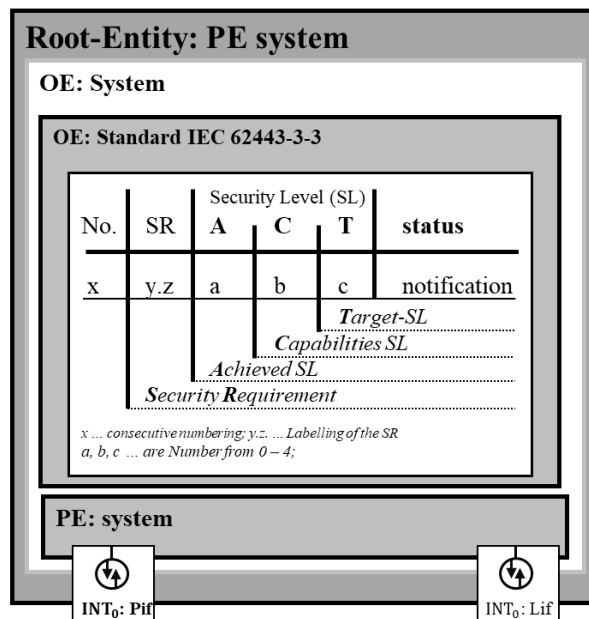 Root-Entity: PE system
OE: System
OE: Standard IEC 62443-3-3
Security Level (SL)
No. SR A C T status
x y.z a b c notification
Target-SL
Capabilities SL
Achieved SL
Security Requirement
x ... consecutive numbering; y.z. ... Labelling of the SR
a, b, c ... are Number from 0 – 4;
PE: system
INT0: Pif INT0: Lif